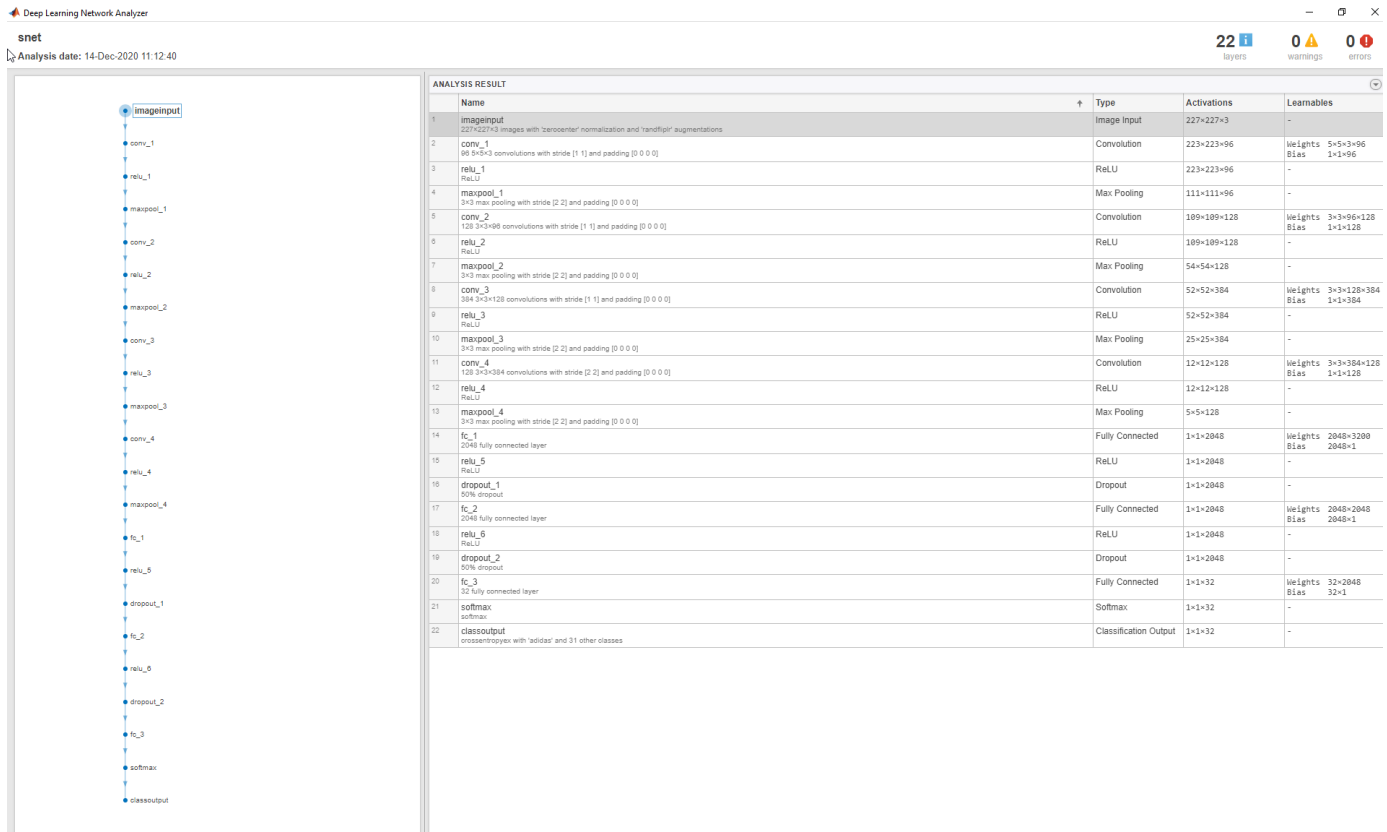 Deep Learning Network Analyzer
snet
Analysis date: 14-Dec-2020 11:12:40
22 i
layers
0
warnings
0
errors
imageinput
conv_1
relu_1
maxpool_1
conv_2
relu_2
maxpool_2
conv_3
relu_3
maxpool_3
conv_4
relu_4
maxpool_4
fc_1
relu_5
dropout_1
fc_2
relu_6
dropout_2
fc_3
softmax
classoutput
ANALYSIS RESULT
Name Type Activations Learnables
1 imageinput Image Input 227×227×3 -
227×227×3 images with 'zerocenter' normalization and 'randfliplr' augmentations
2 conv_1 Convolution 223×223×96 Weights 5×5×3×96
96 5×5×3 convolutions with stride [1 1] and padding [0 0 0 0] Bias 1×1×96
3 relu_1 ReLU 223×223×96 -
ReLU
4 maxpool_1 Max Pooling 111×111×96 -
3×3 max pooling with stride [2 2] and padding [0 0 0 0]
5 conv_2 Convolution 109×109×128 Weights 3×3×96×128
128 3×3×96 convolutions with stride [1 1] and padding [0 0 0 0] Bias 1×1×128
6 relu_2 ReLU 109×109×128 -
ReLU
7 maxpool_2 Max Pooling 54×54×128 -
3×3 max pooling with stride [2 2] and padding [0 0 0 0]
8 conv_3 Convolution 52×52×384 Weights 3×3×128×384
384 3×3×128 convolutions with stride [1 1] and padding [0 0 0 0] Bias 1×1×384
9 relu_3 ReLU 52×52×384 -
ReLU
10 maxpool_3 Max Pooling 25×25×384 -
3×3 max pooling with stride [2 2] and padding [0 0 0 0]
11 conv_4 Convolution 12×12×128 Weights 3×3×384×128
128 3×3×384 convolutions with stride [2 2] and padding [0 0 0 0] Bias 1×1×128
12 relu_4 ReLU 12×12×128 -
ReLU
13 maxpool_4 Max Pooling 5×5×128 -
3×3 max pooling with stride [2 2] and padding [0 0 0 0]
14 fc_1 Fully Connected 1×1×2048 Weights 2048×3200
2048 fully connected layer Bias 2048×1
15 relu_5 ReLU 1×1×2048 -
ReLU
16 dropout_1 Dropout 1×1×2048 -
50% dropout
17 fc_2 Fully Connected 1×1×2048 Weights 2048×2048
2048 fully connected layer Bias 2048×1
18 relu_6 ReLU 1×1×2048 -
ReLU
19 dropout_2 Dropout 1×1×2048 -
50% dropout
20 fc_3 Fully Connected 1×1×32 Weights 32×2048
32 fully connected layer Bias 32×1
21 softmax Softmax 1×1×32 -
softmax
22 classoutput Classification Output 1×1×32 -
crossentropyex with 'adidas' and 31 other classes